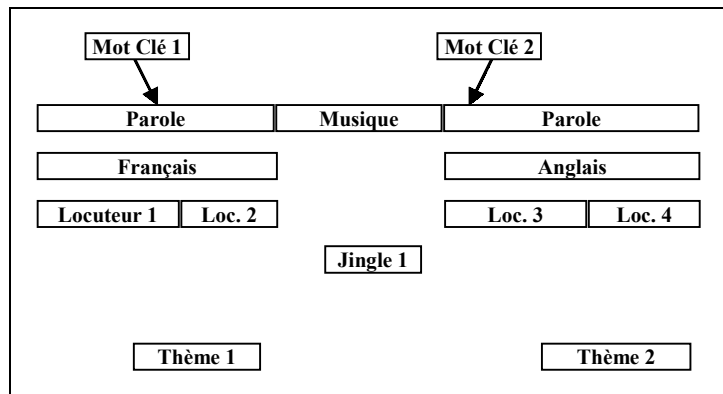 Mot Clé 1 Mot Clé 2
Parole Musique Parole
Français Anglais
Locuteur 1 Loc. 2 Loc. 3 Loc. 4
Jingle 1
Thème 1 Thème 2